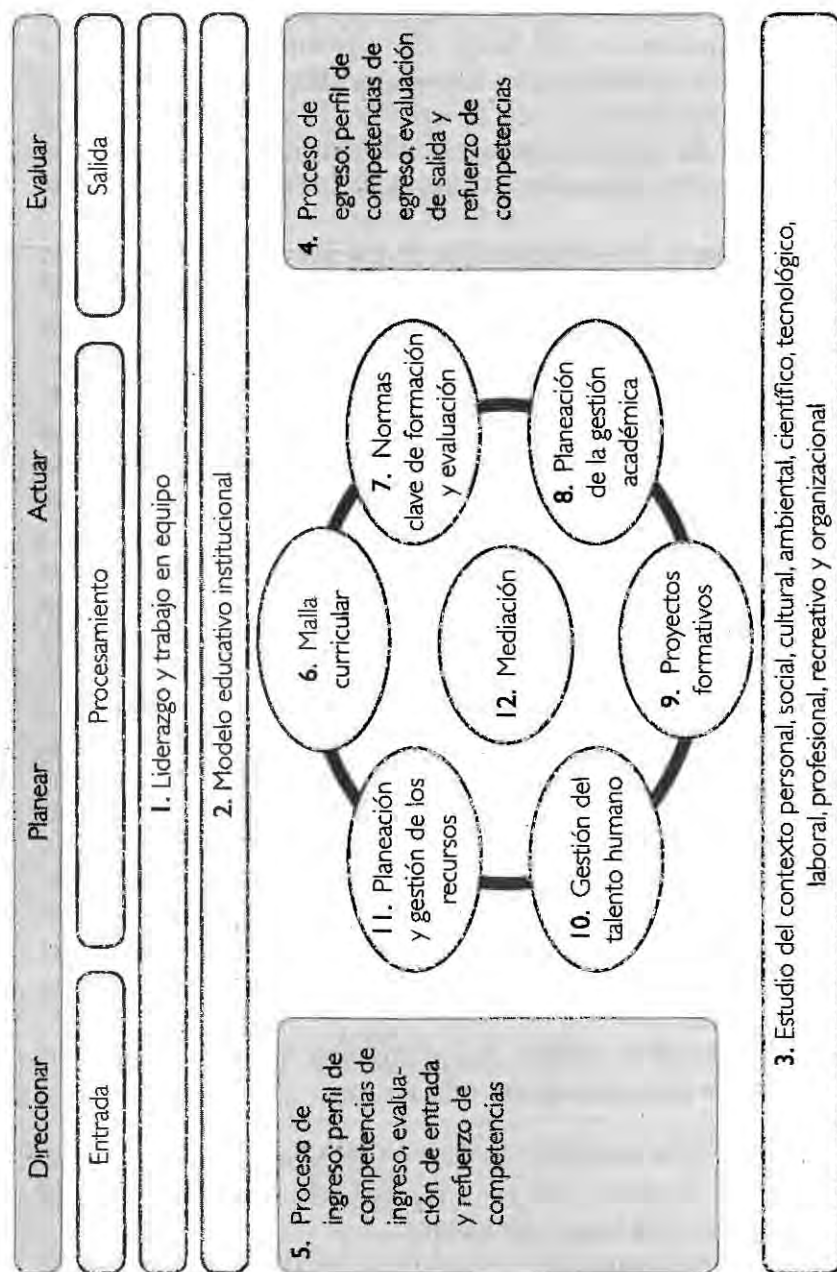 Direccionar Planear Actuar Evaluar
Entrada Procesamiento Salida
1. Liderazgo y trabajo en equipo
2. Modelo educativo institucional
5. Proceso de
ingreso: perfil de
competencias de
ingreso, evalua-
ción de entrada
y refuerzo de
competencias
6. Malla
curricular
7. Normas
clave de formación
y evaluación
8. Planeación
de la gestión
académica
9. Proyectos
formativos
10. Gestión del
talento humano
11. Planeación
y gestión de los
recursos
12. Mediación
4. Proceso de
egreso: perfil de
competencias de
egreso, evaluación
de salida y
refuerzo de
competencias
3. Estudio del contexto personal, social, cultural, ambiental, científico, tecnológico,
laboral, profesional, recreativo y organizacional